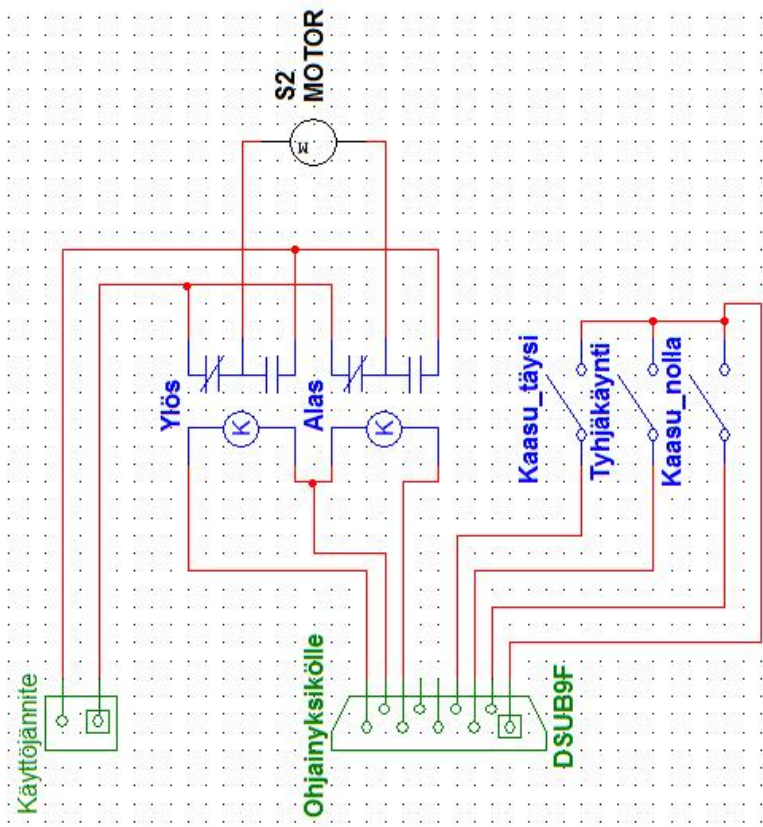 S2
MOTOR
M
Ylös
K
Alas
K
Kaasu_täysi
Tyhjäkäynti
Kaasu_nolla
Käyttöjännite
Ohjainyksikölle
DSUB9F